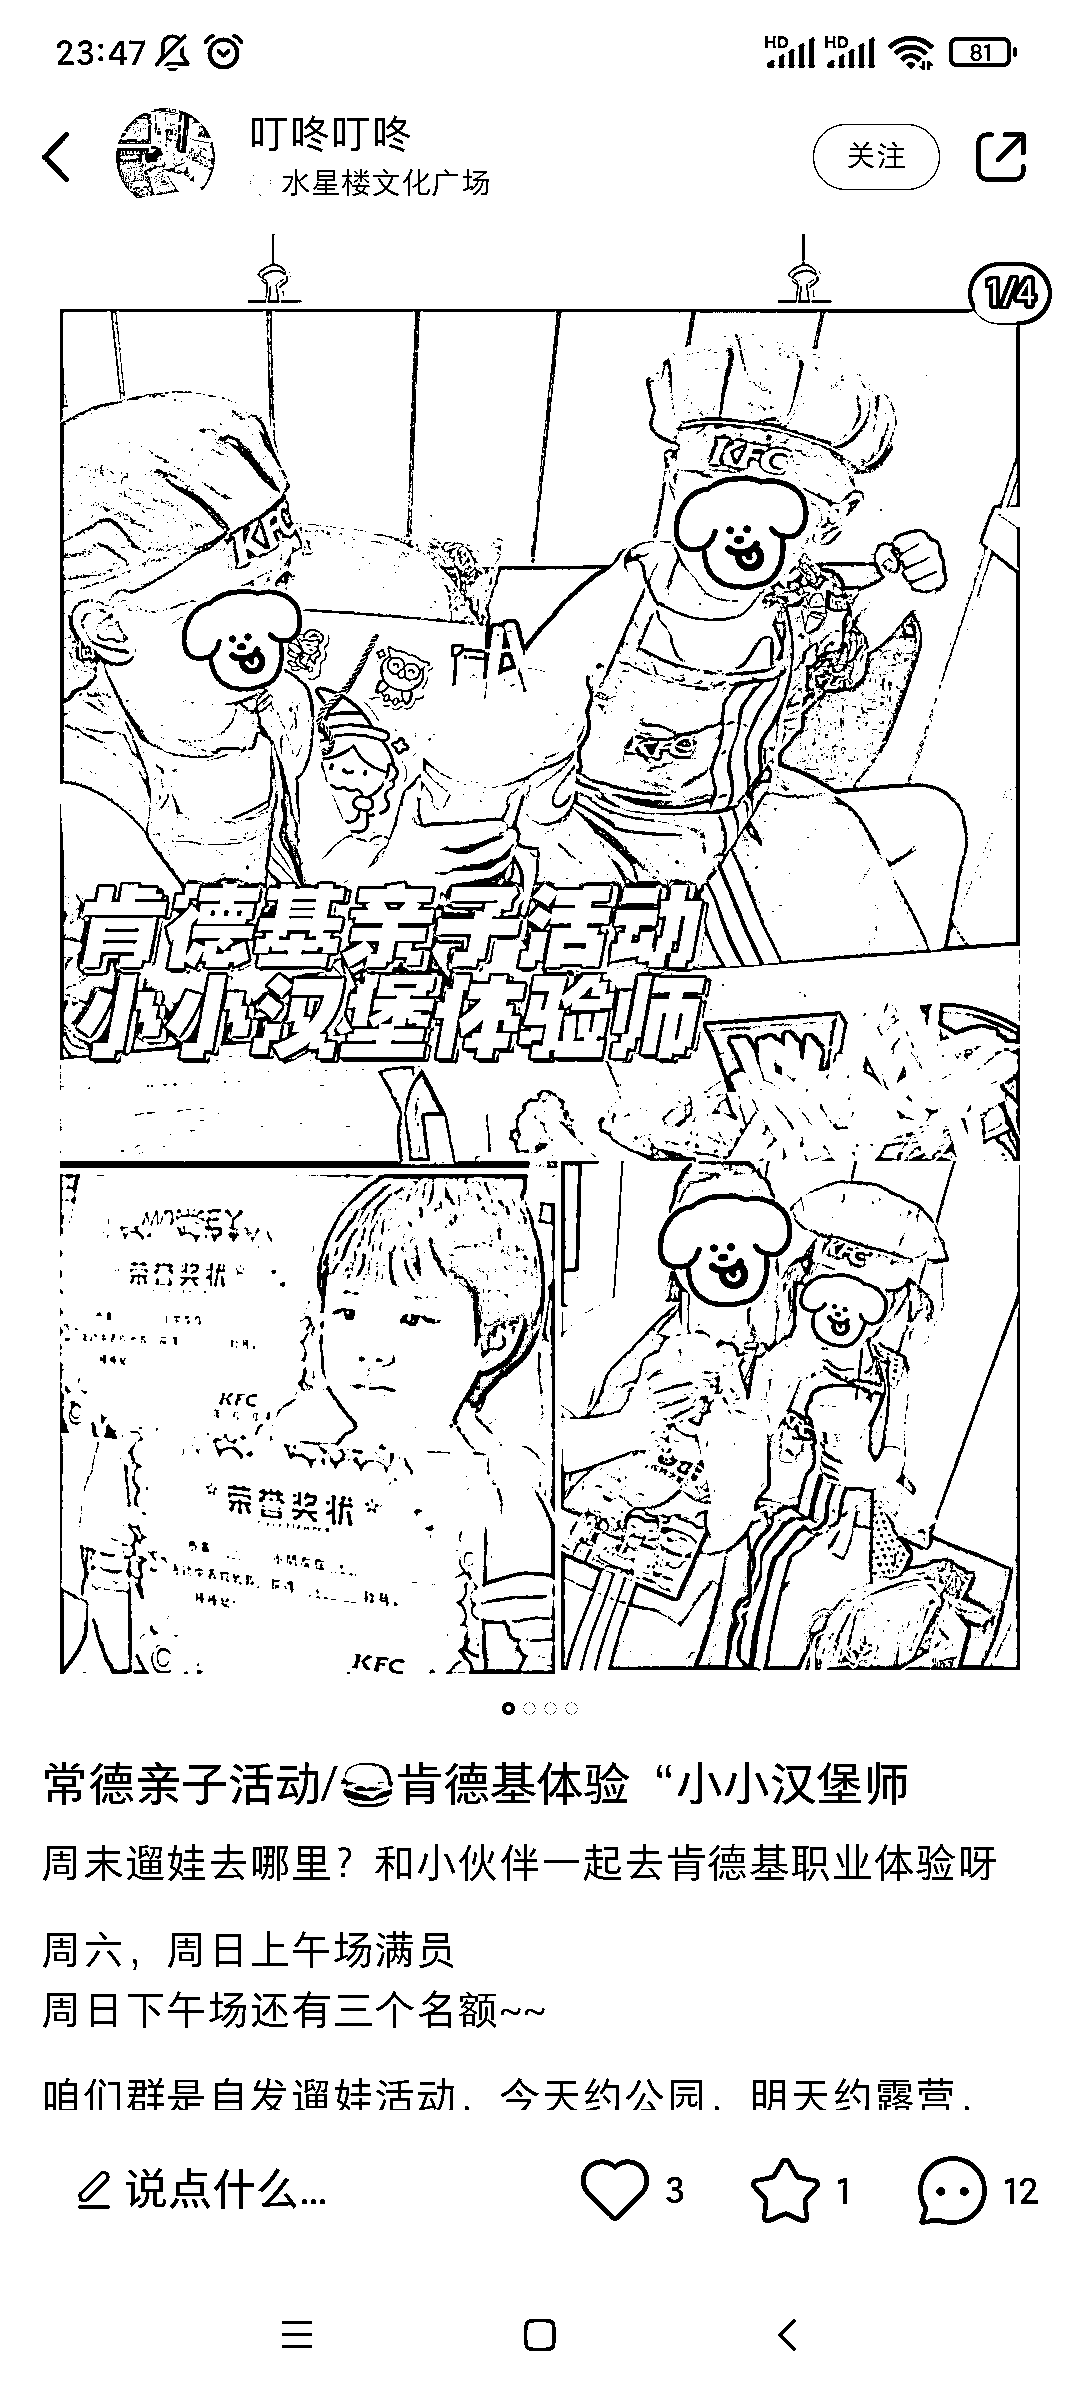 23:47
HD HD 81
叮咚叮咚
水星楼文化广场
关注
1/4
KFC
KFC
KFC
肯德基亲子活动
小小汉堡体验师
荣誉奖状
KFC
KFC
荣誉奖状
KFC
常德亲子活动/🍔肯德基体验“小小汉堡师
周末遛娃去哪里？和小伙伴一起去肯德基职业体验呀
周六，周日上午场满员
周日下午场还有三个名额~~
咱们群是自发遛娃活动，今天约公园，明天约露营，
说点什么...
3
1
12